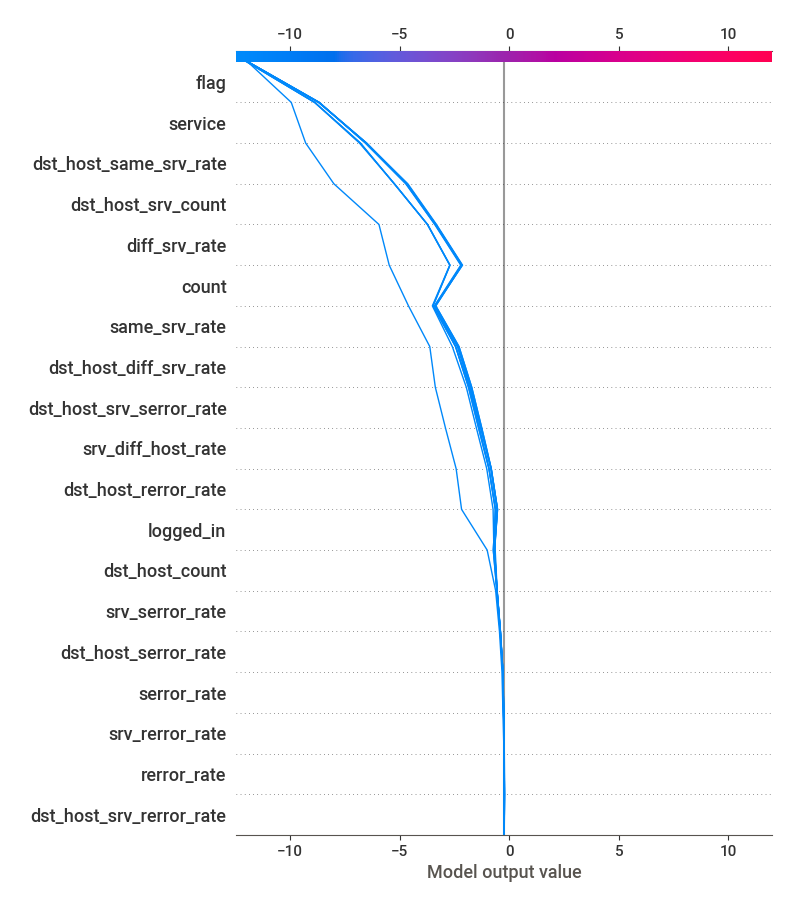 −10 −5 0 5 10
flag
service
dst_host_same_srv_rate
dst_host_srv_count
diff_srv_rate
count
same_srv_rate
dst_host_diff_srv_rate
dst_host_srv_serror_rate
srv_diff_host_rate
dst_host_rerror_rate
logged_in
dst_host_count
srv_serror_rate
dst_host_serror_rate
serror_rate
srv_rerror_rate
rerror_rate
dst_host_srv_rerror_rate
−10 −5 0 5 10
Model output value